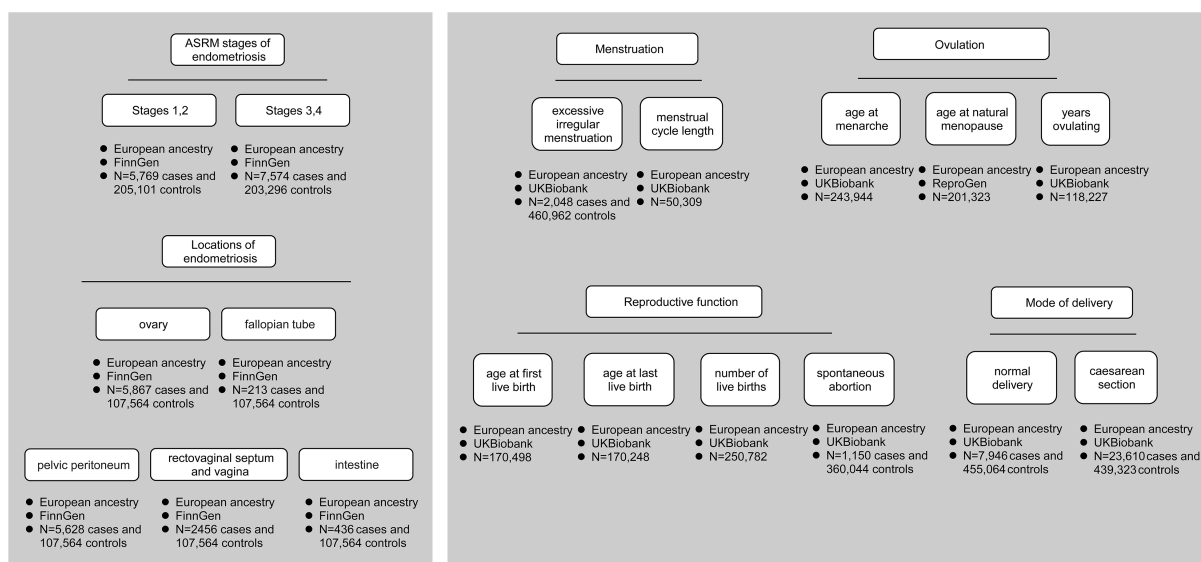 ASRM stages of
endometriosis
Stages 1,2
● European ancestry
● FinnGen
● N=5,769 cases and
205,101 controls
Stages 3,4
● European ancestry
● FinnGen
● N=7,574 cases and
203,296 controls
Locations of
endometriosis
ovary
● European ancestry
● FinnGen
● N=5,867 cases and
107,564 controls
fallopian tube
● European ancestry
● FinnGen
● N=213 cases and
107,564 controls
pelvic peritoneum
● European ancestry
● FinnGen
● N=5,628 cases and
107,564 controls
rectovaginal septum
and vagina
● European ancestry
● FinnGen
● N=2456 cases and
107,564 controls
intestine
● European ancestry
● FinnGen
● N=436 cases and
107,564 controls
Menstruation
excessive
irregular
menstruation
● European ancestry
● UKBiobank
● N=2,048 cases and
460,962 controls
menstrual
cycle length
● European ancestry
● UKBiobank
● N=50,309
Ovulation
age at
menarche
● European ancestry
● UKBiobank
● N=243,944
age at natural
menopause
● European ancestry
● ReproGen
● N=201,323
years
ovulating
● European ancestry
● UKBiobank
● N=118,227
Reproductive function
age at first
live birth
● European ancestry
● UKBiobank
● N=170,498
age at last
live birth
● European ancestry
● UKBiobank
● N=170,248
number of
live births
● European ancestry
● UKBiobank
● N=250,782
spontaneous
abortion
● European ancestry
● UKBiobank
● N=1,150 cases and
360,044 controls
Mode of delivery
normal
delivery
● European ancestry
● UKBiobank
● N=7,946 cases and
455,064 controls
caesarean
section
● European ancestry
● UKBiobank
● N=23,610 cases and
439,323 controls